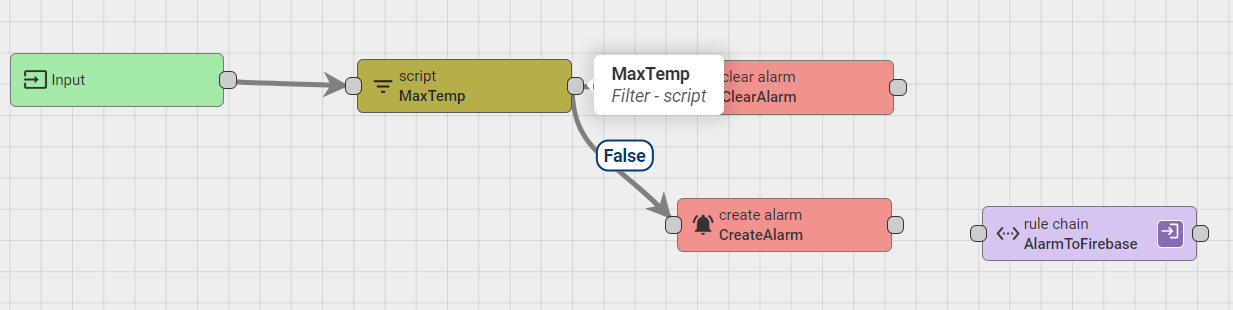 Input
script
MaxTemp
MaxTemp
Filter - script
clear alarm
ClearAlarm
False
create alarm
CreateAlarm
rule chain
AlarmToFirebase